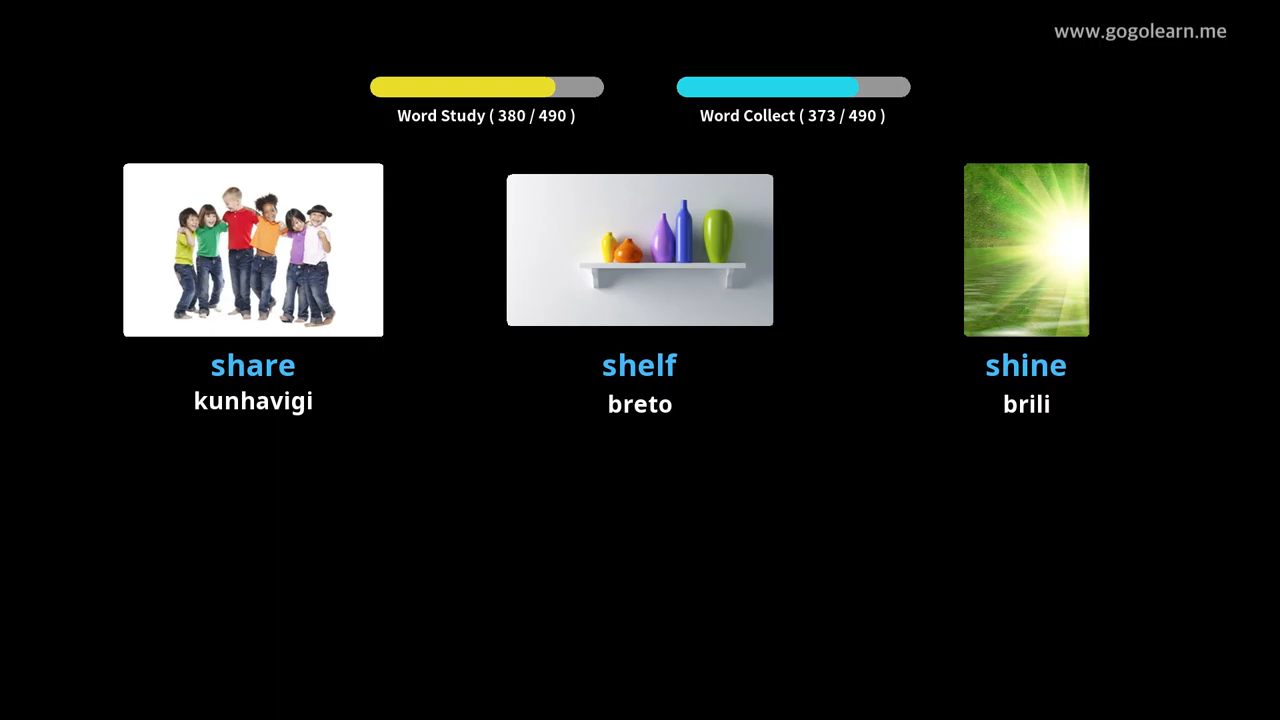 www.gogolearn.me
Word Study ( 380 / 490 )
Word Collect ( 373 / 490 )
share
kunhavigi
shelf
breto
shine
brili